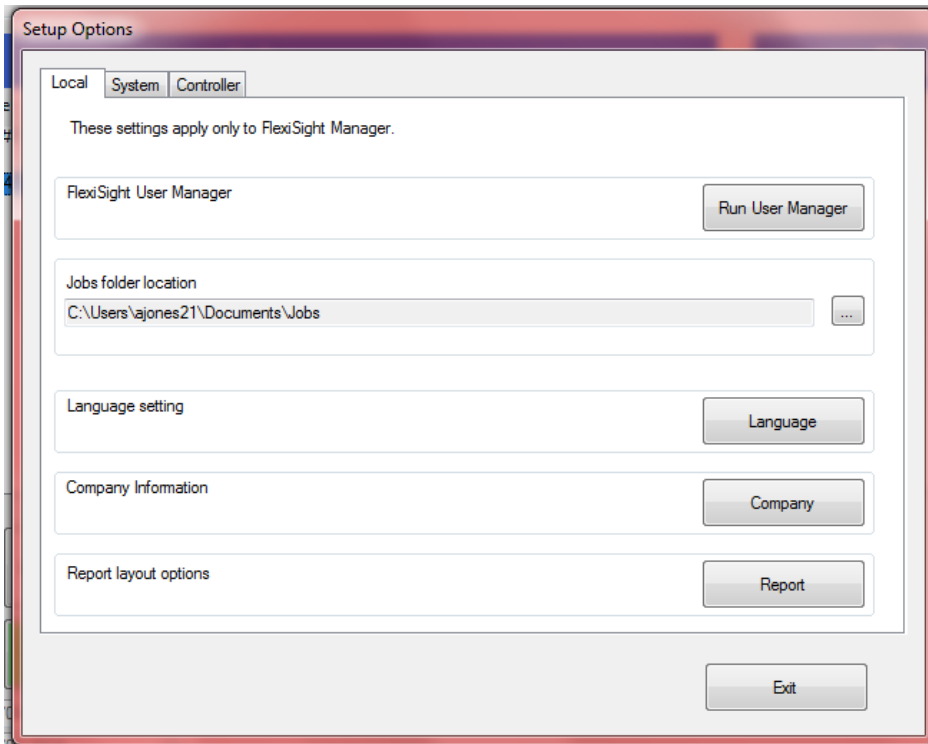 Setup Options
Local System Controller
These settings apply only to FlexiSight Manager.
FlexiSight User Manager
Run User Manager
Jobs folder location
C:\Users\ajones21\Documents\Jobs
...
Language setting
Language
Company Information
Company
Report layout options
Report
Exit